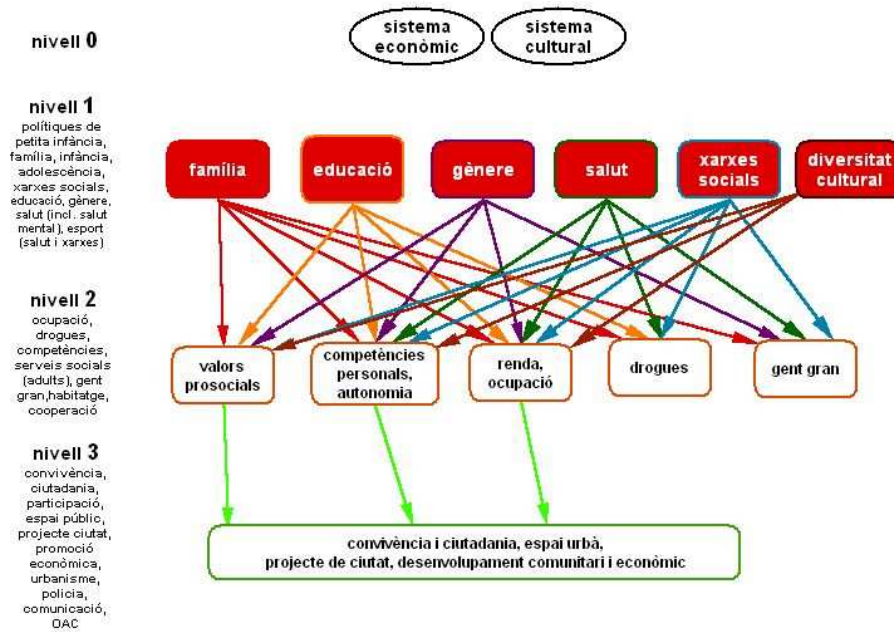 nivell 0
sistema
econòmic
sistema
cultural
nivell 1
polítiques de
petita infància,
família, infància,
adolescència,
xarxes socials,
educació, gènere,
salut (incl. salut
mental), esport
(salut i xarxes)
família
educació
gènere
salut
xarxes
socials
diversitat
cultural
nivell 2
ocupació,
drogues,
competències,
serveis socials
(adults), gent
gran,habitatge,
cooperació
valors
prosocials
competències
personals,
autonomia
renda,
ocupació
drogues
gent gran
nivell 3
convivència,
ciutadania,
participació,
espai públic,
projecte ciutat,
promoció
econòmica,
urbanisme,
policia,
comunicació,
OAC
convivència i ciutadania, espai urbà,
projecte de ciutat, desenvolupament comunitari i econòmic